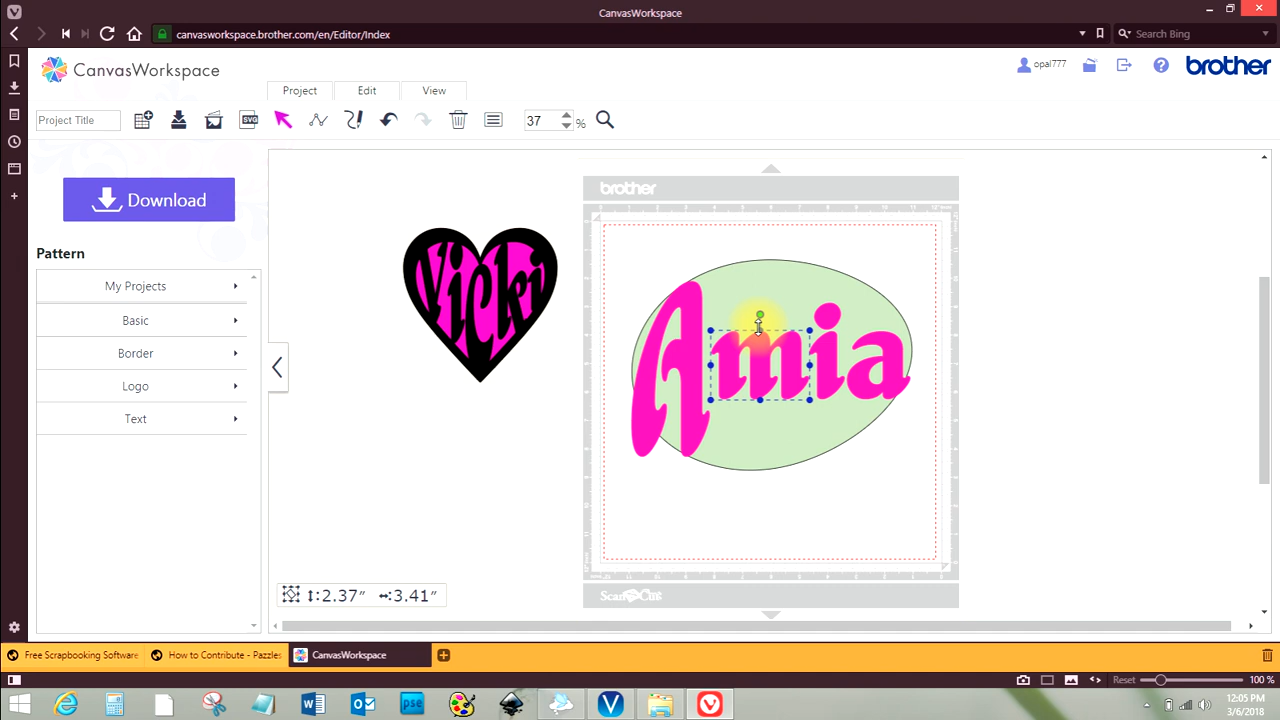 CanvasWorkspace
canvasworkspace.brother.com/en/Editor/Index
Search Bing
CanvasWorkspace
opal777
brother
Project
Edit
View
Project Title
SVG
37
%
Download
Pattern
My Projects
Basic
Border
Logo
Text
brother
Vicki
Amia
2.37″
3.41″
Free Scrapbooking Software
How to Contribute - Pazzles
CanvasWorkspace
Reset
100 %
pse
12:05 PM
3/6/2018